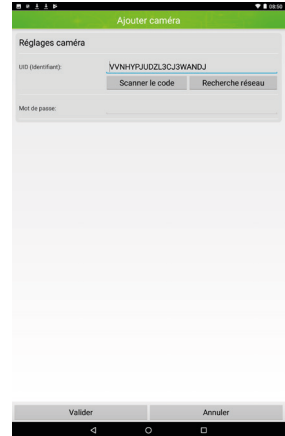 08:50
Ajouter caméra
Réglages caméra
UID (Identifiant): VVNHYPJUDZL3CJ3WANDJ
Scanner le code Recherche réseau
Mot de passe:
Valider Annuler